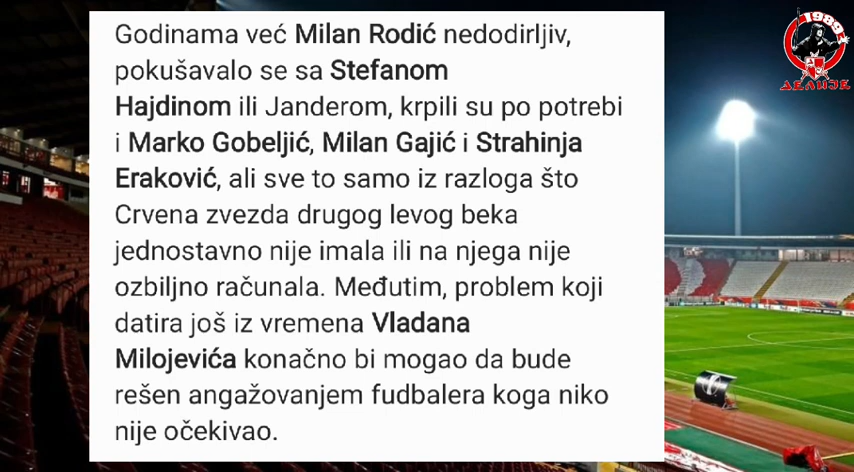 1989
ДЕЛИЈЕ
Godinama već Milan Rodić nedodirljiv,
pokušavalo se sa Stefanom
Hajdinom ili Janderom, krpili su po potrebi
i Marko Gobeljić, Milan Gajić i Strahinja
Eraković, ali sve to samo iz razloga što
Crvena zvezda drugog levog beka
jednostavno nije imala ili na njega nije
ozbiljno računala. Međutim, problem koji
datira još iz vremena Vladana
Milojevića konačno bi mogao da bude
rešen angažovanjem fudbalera koga niko
nije očekivao.